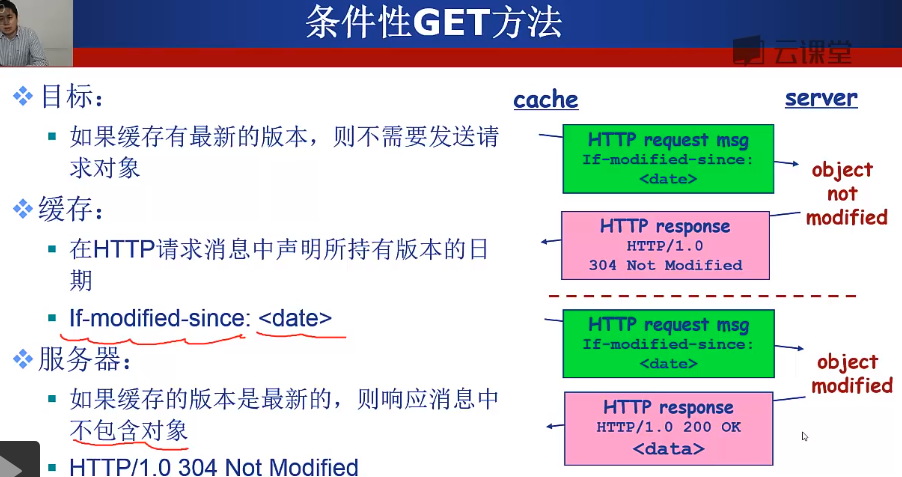 条件性GET方法
云课堂
目标：
如果缓存有最新的版本，则不需要发送请
求对象
缓存：
在HTTP请求消息中声明所持有版本的日
期
If-modified-since: <date>
服务器：
如果缓存的版本是最新的，则响应消息中
不包含对象
HTTP/1.0 304 Not Modified
cache
server
HTTP request msg
If-modified-since:
<date>
object
not
modified
HTTP response
HTTP/1.0
304 Not Modified
HTTP request msg
If-modified-since:
<date>
object
modified
HTTP response
HTTP/1.0 200 OK
<data>